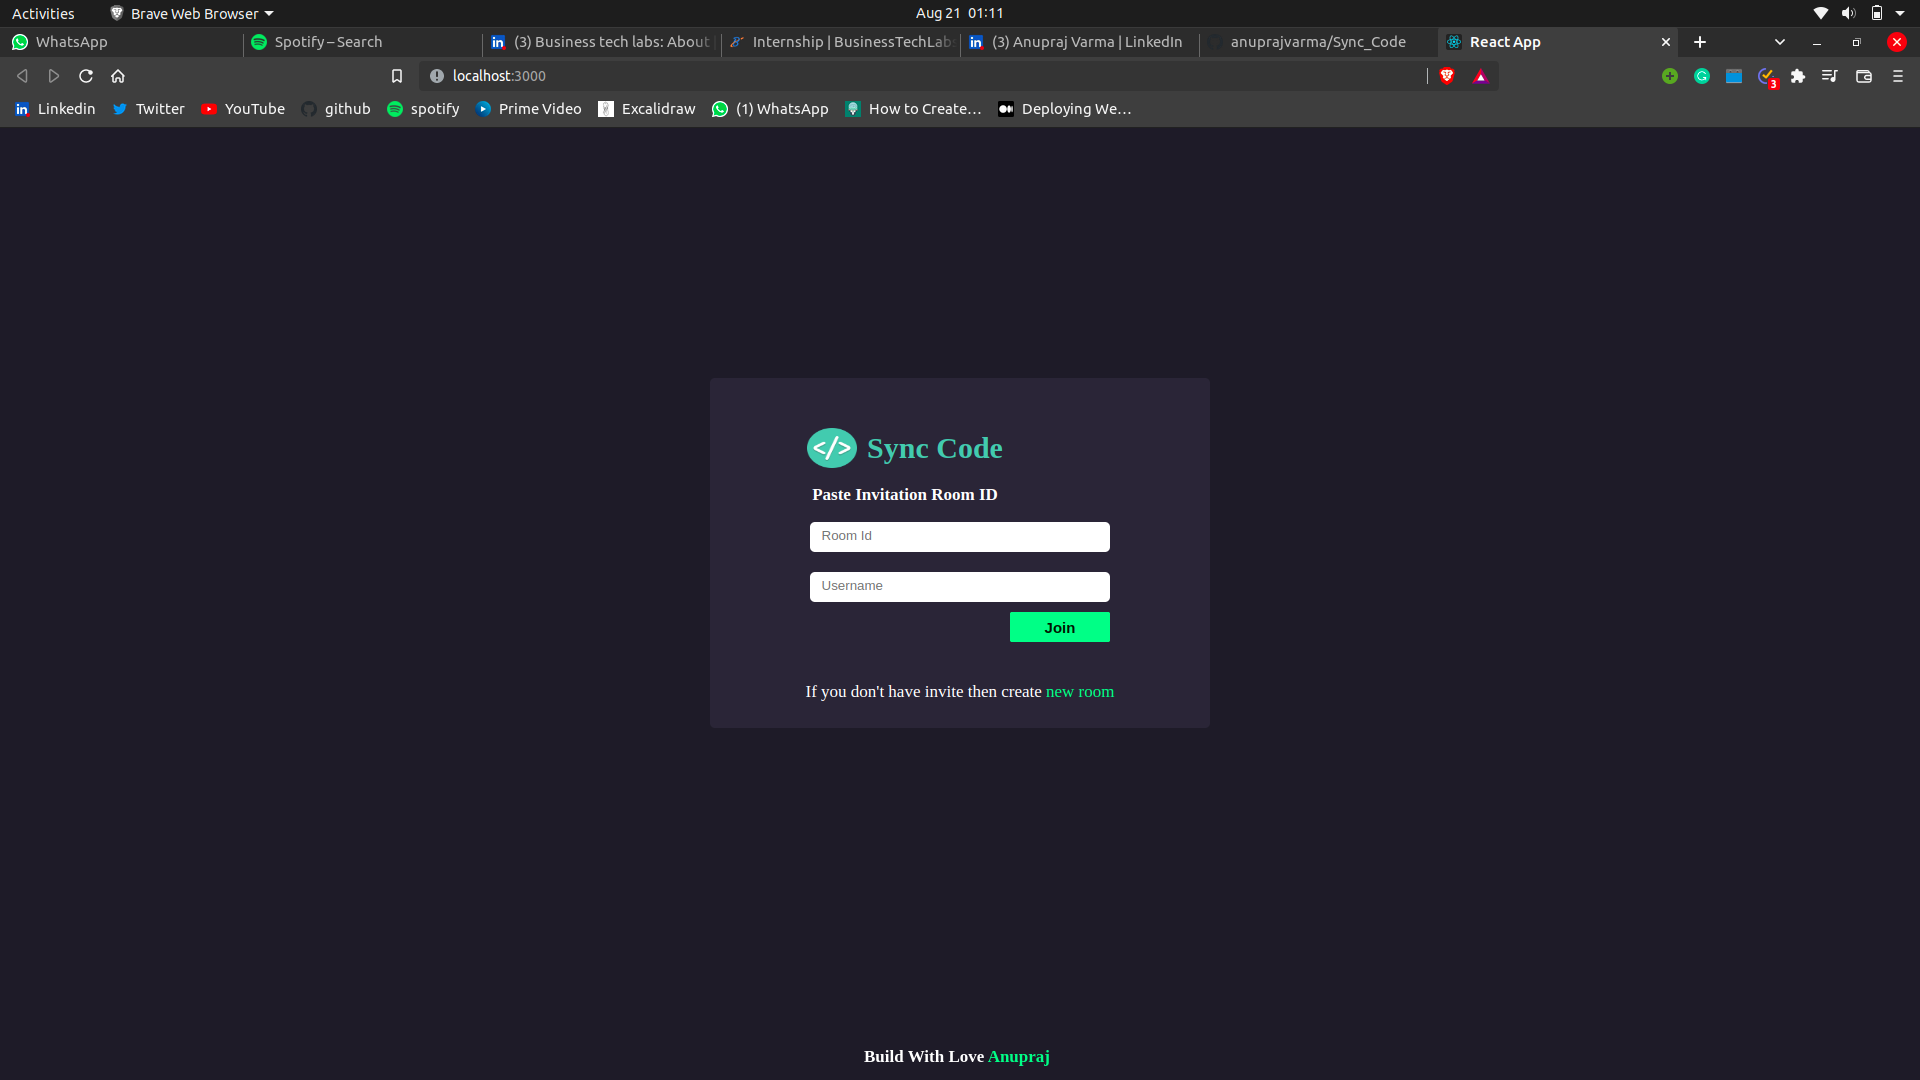 Activities
Brave Web Browser
Aug 21 01:11
WhatsApp
Spotify – Search
(3) Business tech labs: About |
Internship | BusinessTechLabs
(3) Anupraj Varma | LinkedIn
anuprajvarma/Sync_Code
React App
localhost:3000
3
Linkedin
Twitter
YouTube
github
spotify
Prime Video
Excalidraw
(1) WhatsApp
How to Create…
Deploying We…
</> Sync Code
Paste Invitation Room ID
Room Id
Username
Join
If you don't have invite then create new room
Build With Love Anupraj